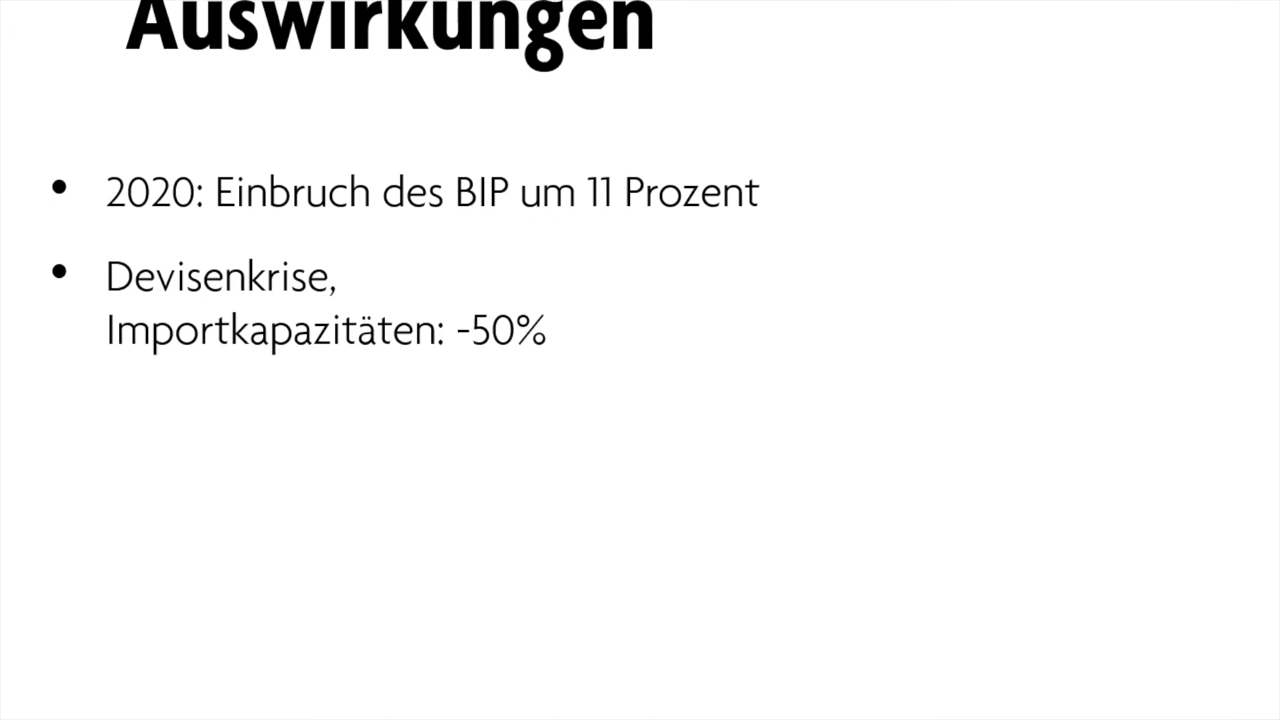 Auswirkungen
• 2020: Einbruch des BIP um 11 Prozent
• Devisenkrise,
Importkapazitäten: -50%